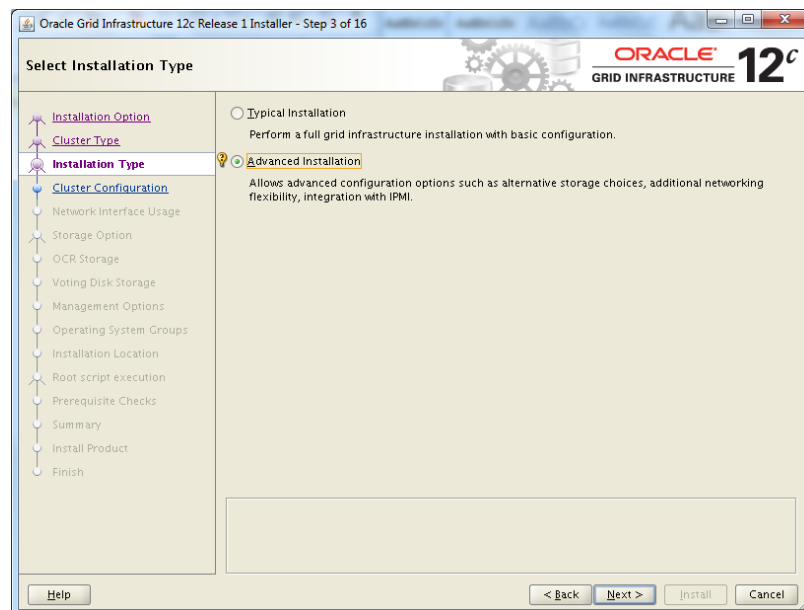 Oracle Grid Infrastructure 12c Release 1 Installer - Step 3 of 16
Select Installation Type
ORACLE
GRID INFRASTRUCTURE
12c
Installation Option
Cluster Type
Installation Type
Cluster Configuration
Network Interface Usage
Storage Option
OCR Storage
Voting Disk Storage
Management Options
Operating System Groups
Installation Location
Root script execution
Prerequisite Checks
Summary
Install Product
Finish
Typical Installation
Perform a full grid infrastructure installation with basic configuration.
Advanced Installation
Allows advanced configuration options such as alternative storage choices, additional networking
flexibility, integration with IPMI.
Help
< Back
Next >
Install
Cancel